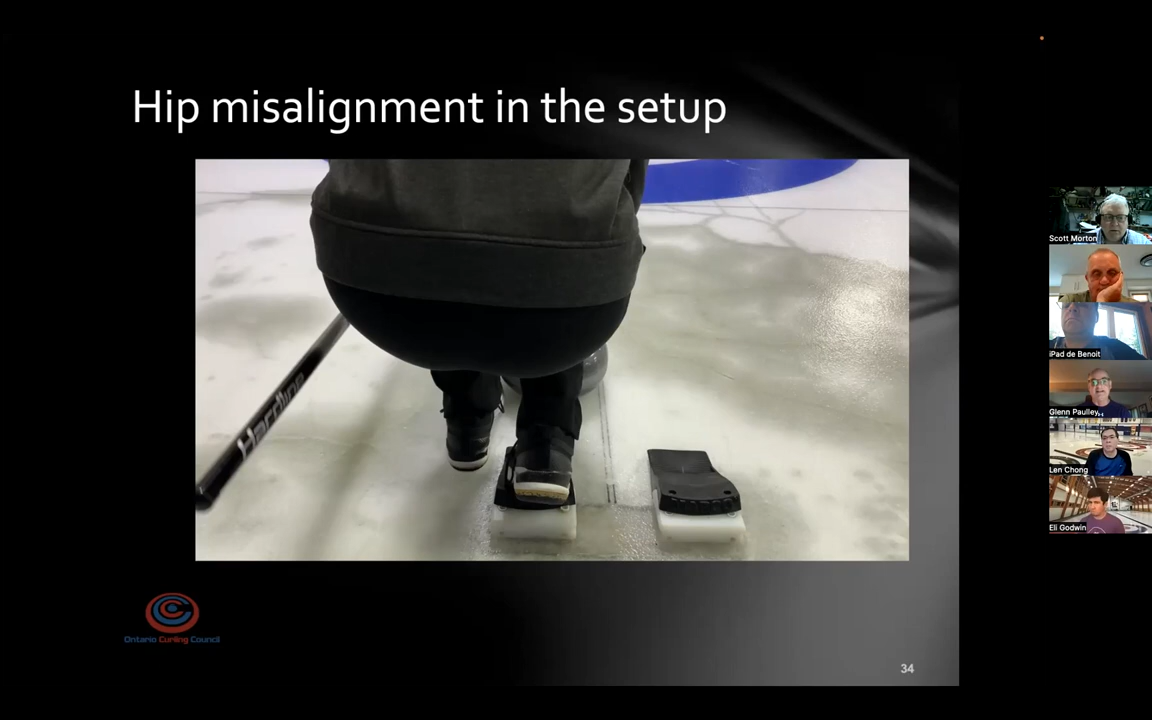 Hip misalignment in the setup
Hardline
Ontario Curling Council
34
Scott Morton
iPad de Benoit
Glenn Paulley
Len Chong
Eli Godwin